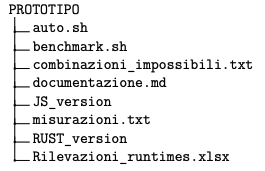 PROTOTIPO
auto.sh
benchmark.sh
combinazioni_impossibili.txt
documentazione.md
JS_version
misurazioni.txt
RUST_version
Rilevazioni_runtimes.xlsx